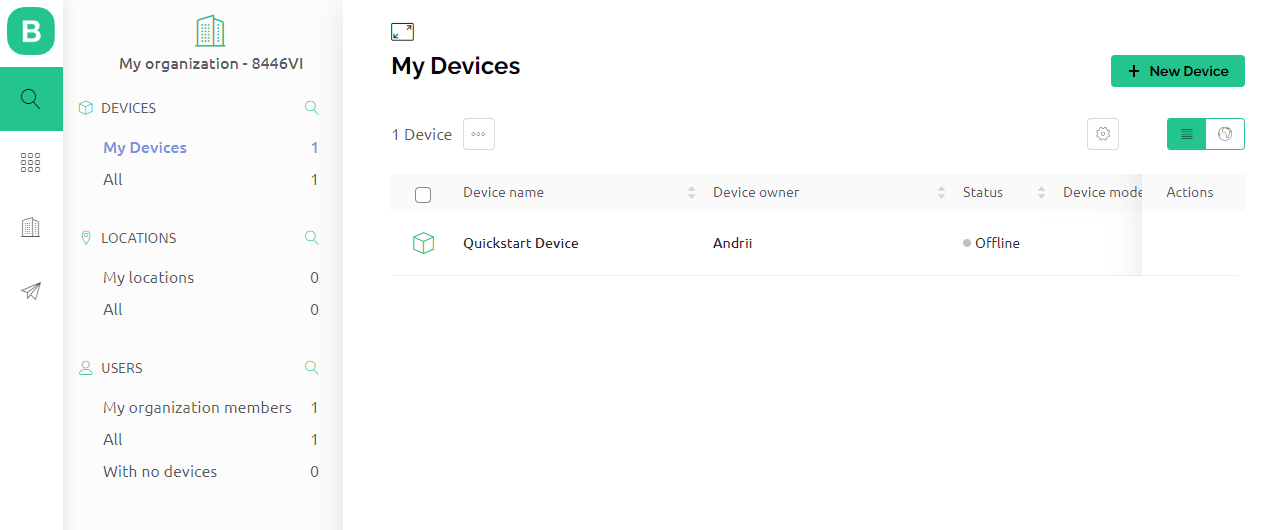 B
My organization - 8446VI
DEVICES
My Devices 1
All 1
LOCATIONS
My locations 0
All 0
USERS
My organization members 1
All 1
With no devices 0
My Devices
+ New Device
1 Device
Device name Device owner Status Device mode Actions
Quickstart Device Andrii Offline